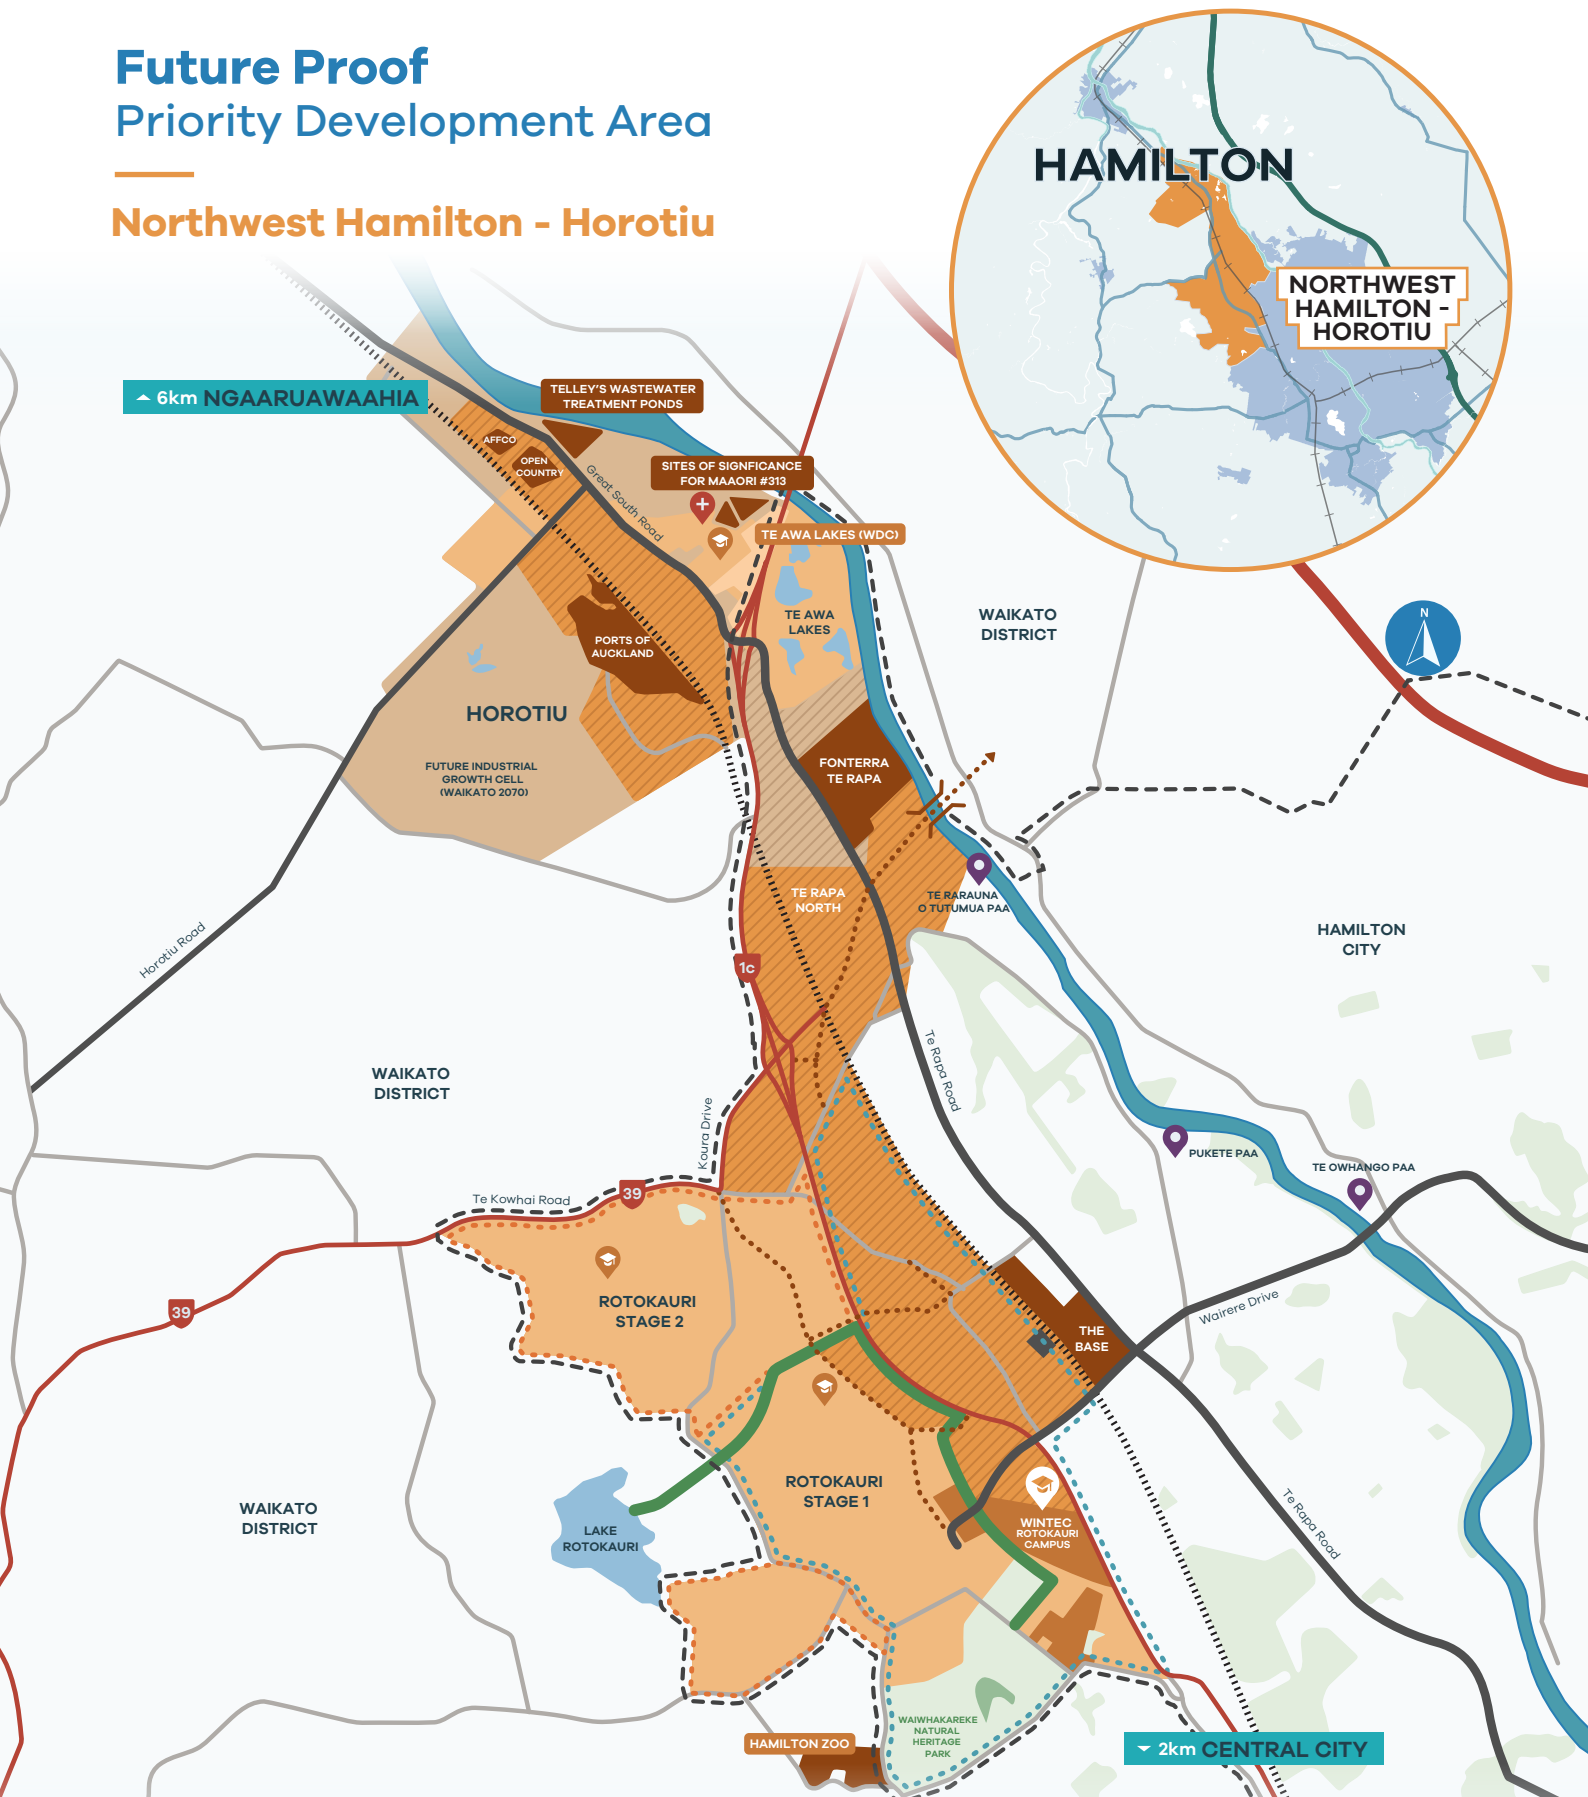 Future Proof
Priority Development Area
Northwest Hamilton - Horotiu
HAMILTON
NORTHWEST
HAMILTON -
HOROTIU
6km NGAARUAWAAHIA
TELLEY'S WASTEWATER
TREATMENT PONDS
AFFCO
OPEN
COUNTRY
Great South Road
SITES OF SIGNFICANCE
FOR MAAORI #313
TE AWA LAKES (WDC)
TE AWA
LAKES
WAIKATO
DISTRICT
N
PORTS OF
AUCKLAND
HOROTIU
FUTURE INDUSTRIAL
GROWTH CELL
(WAIKATO 2070)
FONTERRA
TE RAPA
TE RAPA
NORTH
TE RARAUNA
O TUTUMUA PAA
HAMILTON
CITY
Horotiu Road
1c
WAIKATO
DISTRICT
Te Rapa Road
Koura Drive
PUKETE PAA
TE OWHANGO PAA
Te Kowhai Road
39
39
ROTOKAURI
STAGE 2
Wairere Drive
THE
BASE
ROTOKAURI
STAGE 1
WAIKATO
DISTRICT
LAKE
ROTOKAURI
WINTEC
ROTOKAURI
CAMPUS
Te Rapa Road
WAIWHAKAREKE
NATURAL
HERITAGE
PARK
HAMILTON ZOO
2km CENTRAL CITY